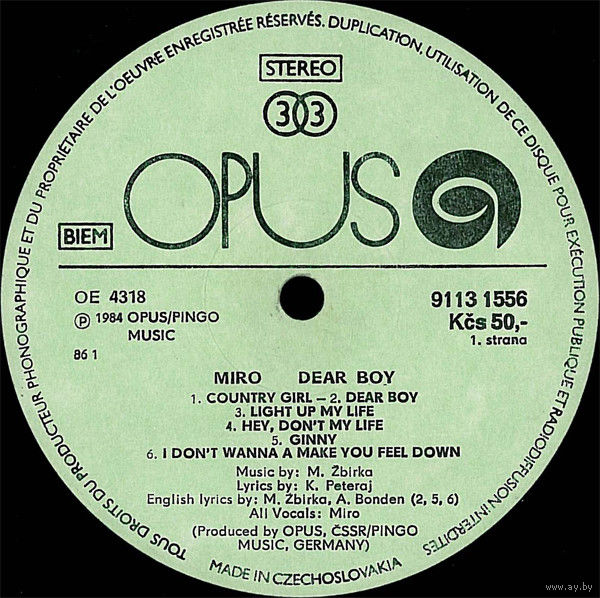 TOUS DROITS DU PRODUCTEUR PHONOGRAPHIQUE ET DU PROPRIÉTAIRE DE L'OEUVRE ENREGISTRÉE RÉSERVÉS. DUPLICATION, UTILISATION DE CE DISQUE POUR EXÉCUTION PUBLIQUE ET RADIODIFFUSION INTERDITES
STEREO
33
OPUS
BIEM
OE 4318
9113 1556
Ⓟ 1984 OPUS/PINGO
MUSIC
Kčs 50,-
1. strana
86 1
MIRO DEAR BOY
1. COUNTRY GIRL – 2. DEAR BOY
3. LIGHT UP MY LIFE
4. HEY, DON'T MY LIFE
5. GINNY
6. I DON'T WANNA A MAKE YOU FEEL DOWN
Music by: M. Žbirka
Lyrics by: K. Peteraj
English lyrics by: M. Žbirka, A. Bonden (2, 5, 6)
All Vocals: Miro
(Produced by OPUS, ČSSR/PINGO
MUSIC, GERMANY)
MADE IN CZECHOSLOVAKIA
www.ay.by